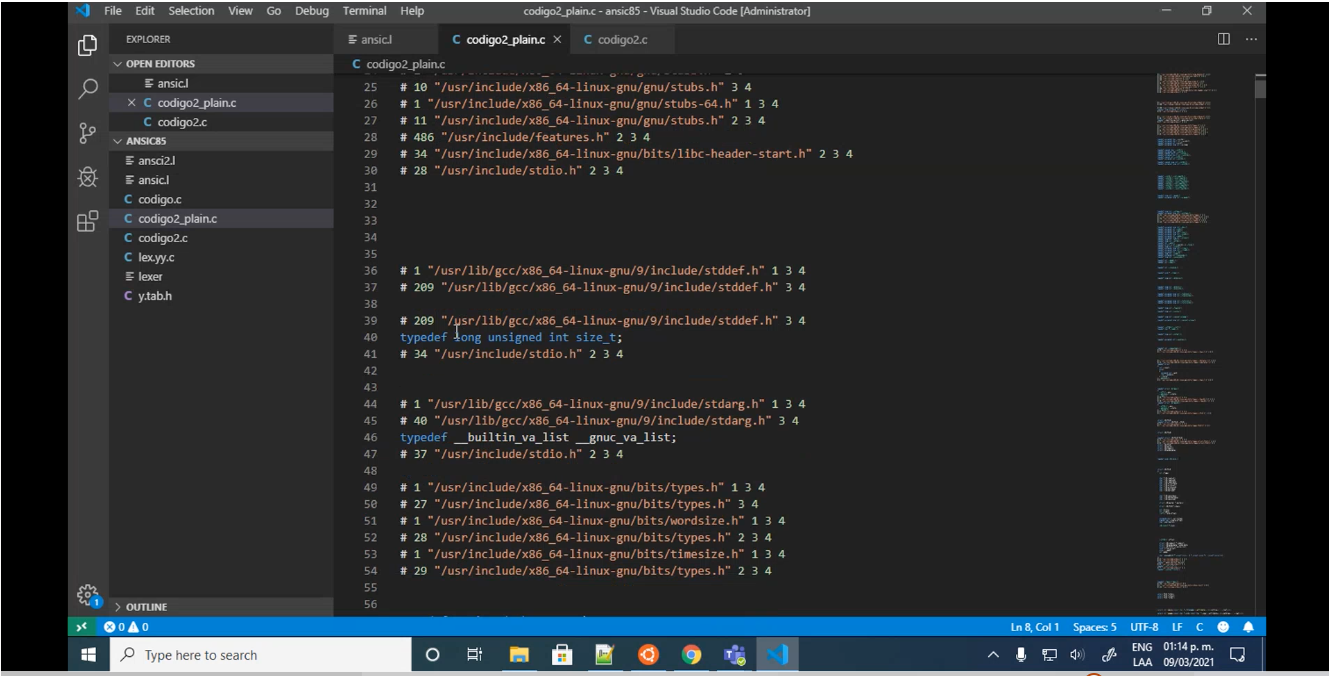 File Edit Selection View Go Debug Terminal Help codigo2_plain.c - ansic85 - Visual Studio Code [Administrator]
EXPLORER
OPEN EDITORS
ansic.l
codigo2_plain.c
codigo2.c
ANSIC85
ansci2.l
ansic.l
codigo.c
codigo2_plain.c
codigo2.c
lex.yy.c
lexer
y.tab.h
OUTLINE
ansic.l codigo2_plain.c codigo2.c
codigo2_plain.c
25 # 10 "/usr/include/x86_64-linux-gnu/gnu/stubs.h" 3 4
26 # 1 "/usr/include/x86_64-linux-gnu/gnu/stubs-64.h" 1 3 4
27 # 11 "/usr/include/x86_64-linux-gnu/gnu/stubs.h" 2 3 4
28 # 486 "/usr/include/features.h" 2 3 4
29 # 34 "/usr/include/x86_64-linux-gnu/bits/libc-header-start.h" 2 3 4
30 # 28 "/usr/include/stdio.h" 2 3 4
31
32
33
34
35
36 # 1 "/usr/lib/gcc/x86_64-linux-gnu/9/include/stddef.h" 1 3 4
37 # 209 "/usr/lib/gcc/x86_64-linux-gnu/9/include/stddef.h" 3 4
38
39 # 209 "/usr/lib/gcc/x86_64-linux-gnu/9/include/stddef.h" 3 4
40 typedef long unsigned int size_t;
41 # 34 "/usr/include/stdio.h" 2 3 4
42
43
44 # 1 "/usr/lib/gcc/x86_64-linux-gnu/9/include/stdarg.h" 1 3 4
45 # 40 "/usr/lib/gcc/x86_64-linux-gnu/9/include/stdarg.h" 3 4
46 typedef __builtin_va_list __gnuc_va_list;
47 # 37 "/usr/include/stdio.h" 2 3 4
48
49 # 1 "/usr/include/x86_64-linux-gnu/bits/types.h" 1 3 4
50 # 27 "/usr/include/x86_64-linux-gnu/bits/types.h" 3 4
51 # 1 "/usr/include/x86_64-linux-gnu/bits/wordsize.h" 1 3 4
52 # 28 "/usr/include/x86_64-linux-gnu/bits/types.h" 2 3 4
53 # 1 "/usr/include/x86_64-linux-gnu/bits/timesize.h" 1 3 4
54 # 29 "/usr/include/x86_64-linux-gnu/bits/types.h" 2 3 4
55
56
1
0 0 Ln 8, Col 1 Spaces: 5 UTF-8 LF C
Type here to search
ENG 01:14 p. m.
LAA 09/03/2021